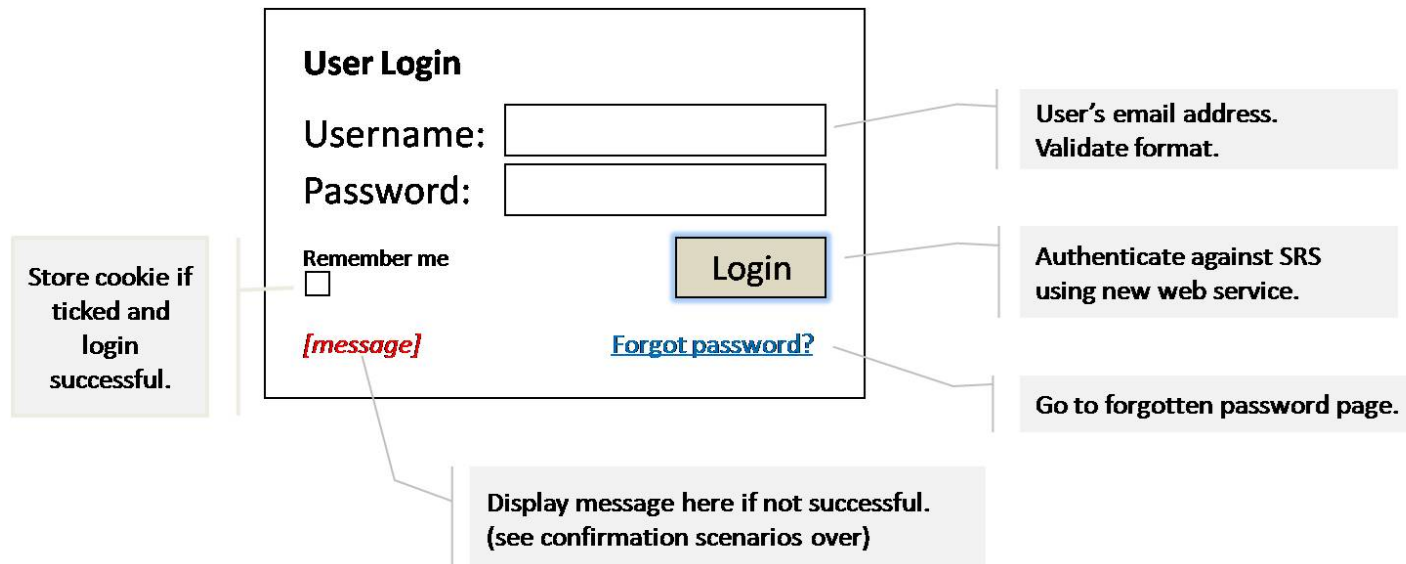 User Login
Username:
Password:
Remember me
Login
[message]
Forgot password?
User's email address.
Validate format.
Authenticate against SRS
using new web service.
Go to forgotten password page.
Store cookie if
ticked and
login
successful.
Display message here if not successful.
(see confirmation scenarios over)